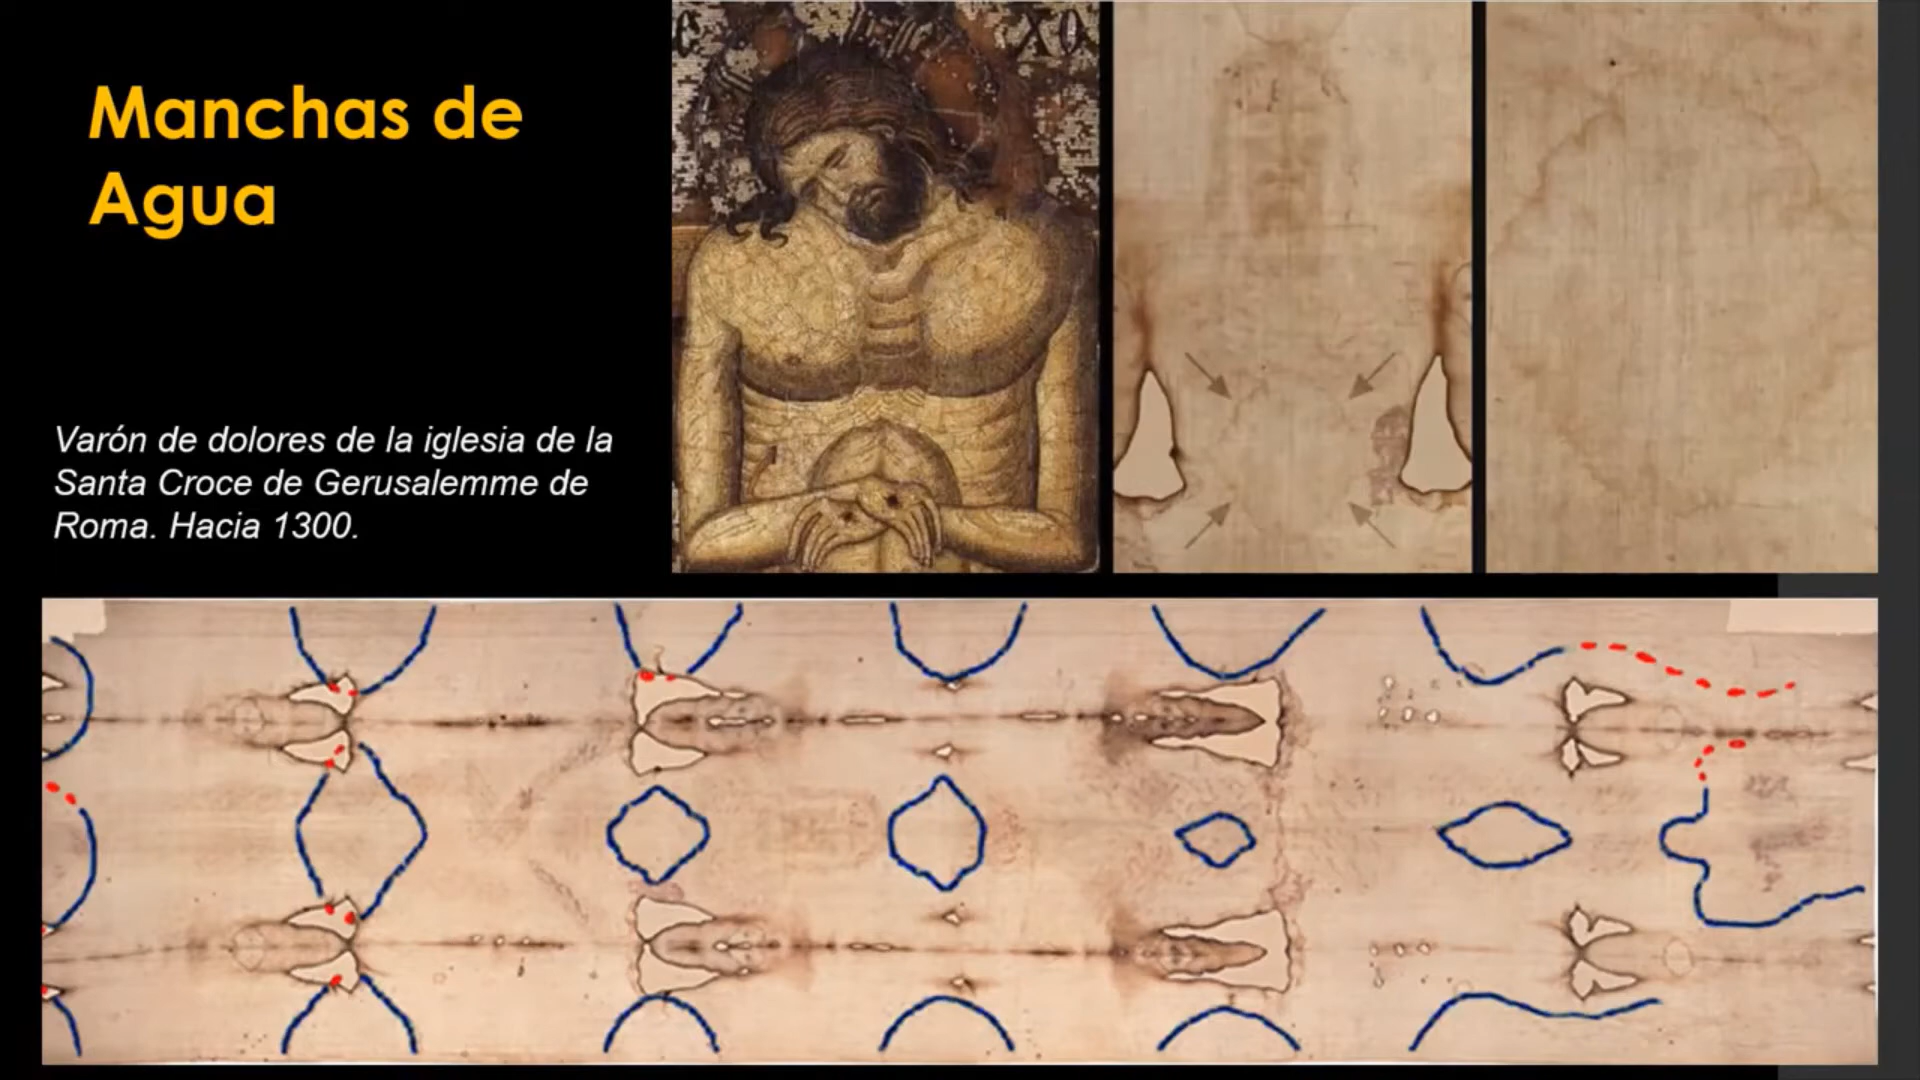 Manchas de
Agua
Varón de dolores de la iglesia de la
Santa Croce de Gerusalemme de
Roma. Hacia 1300.